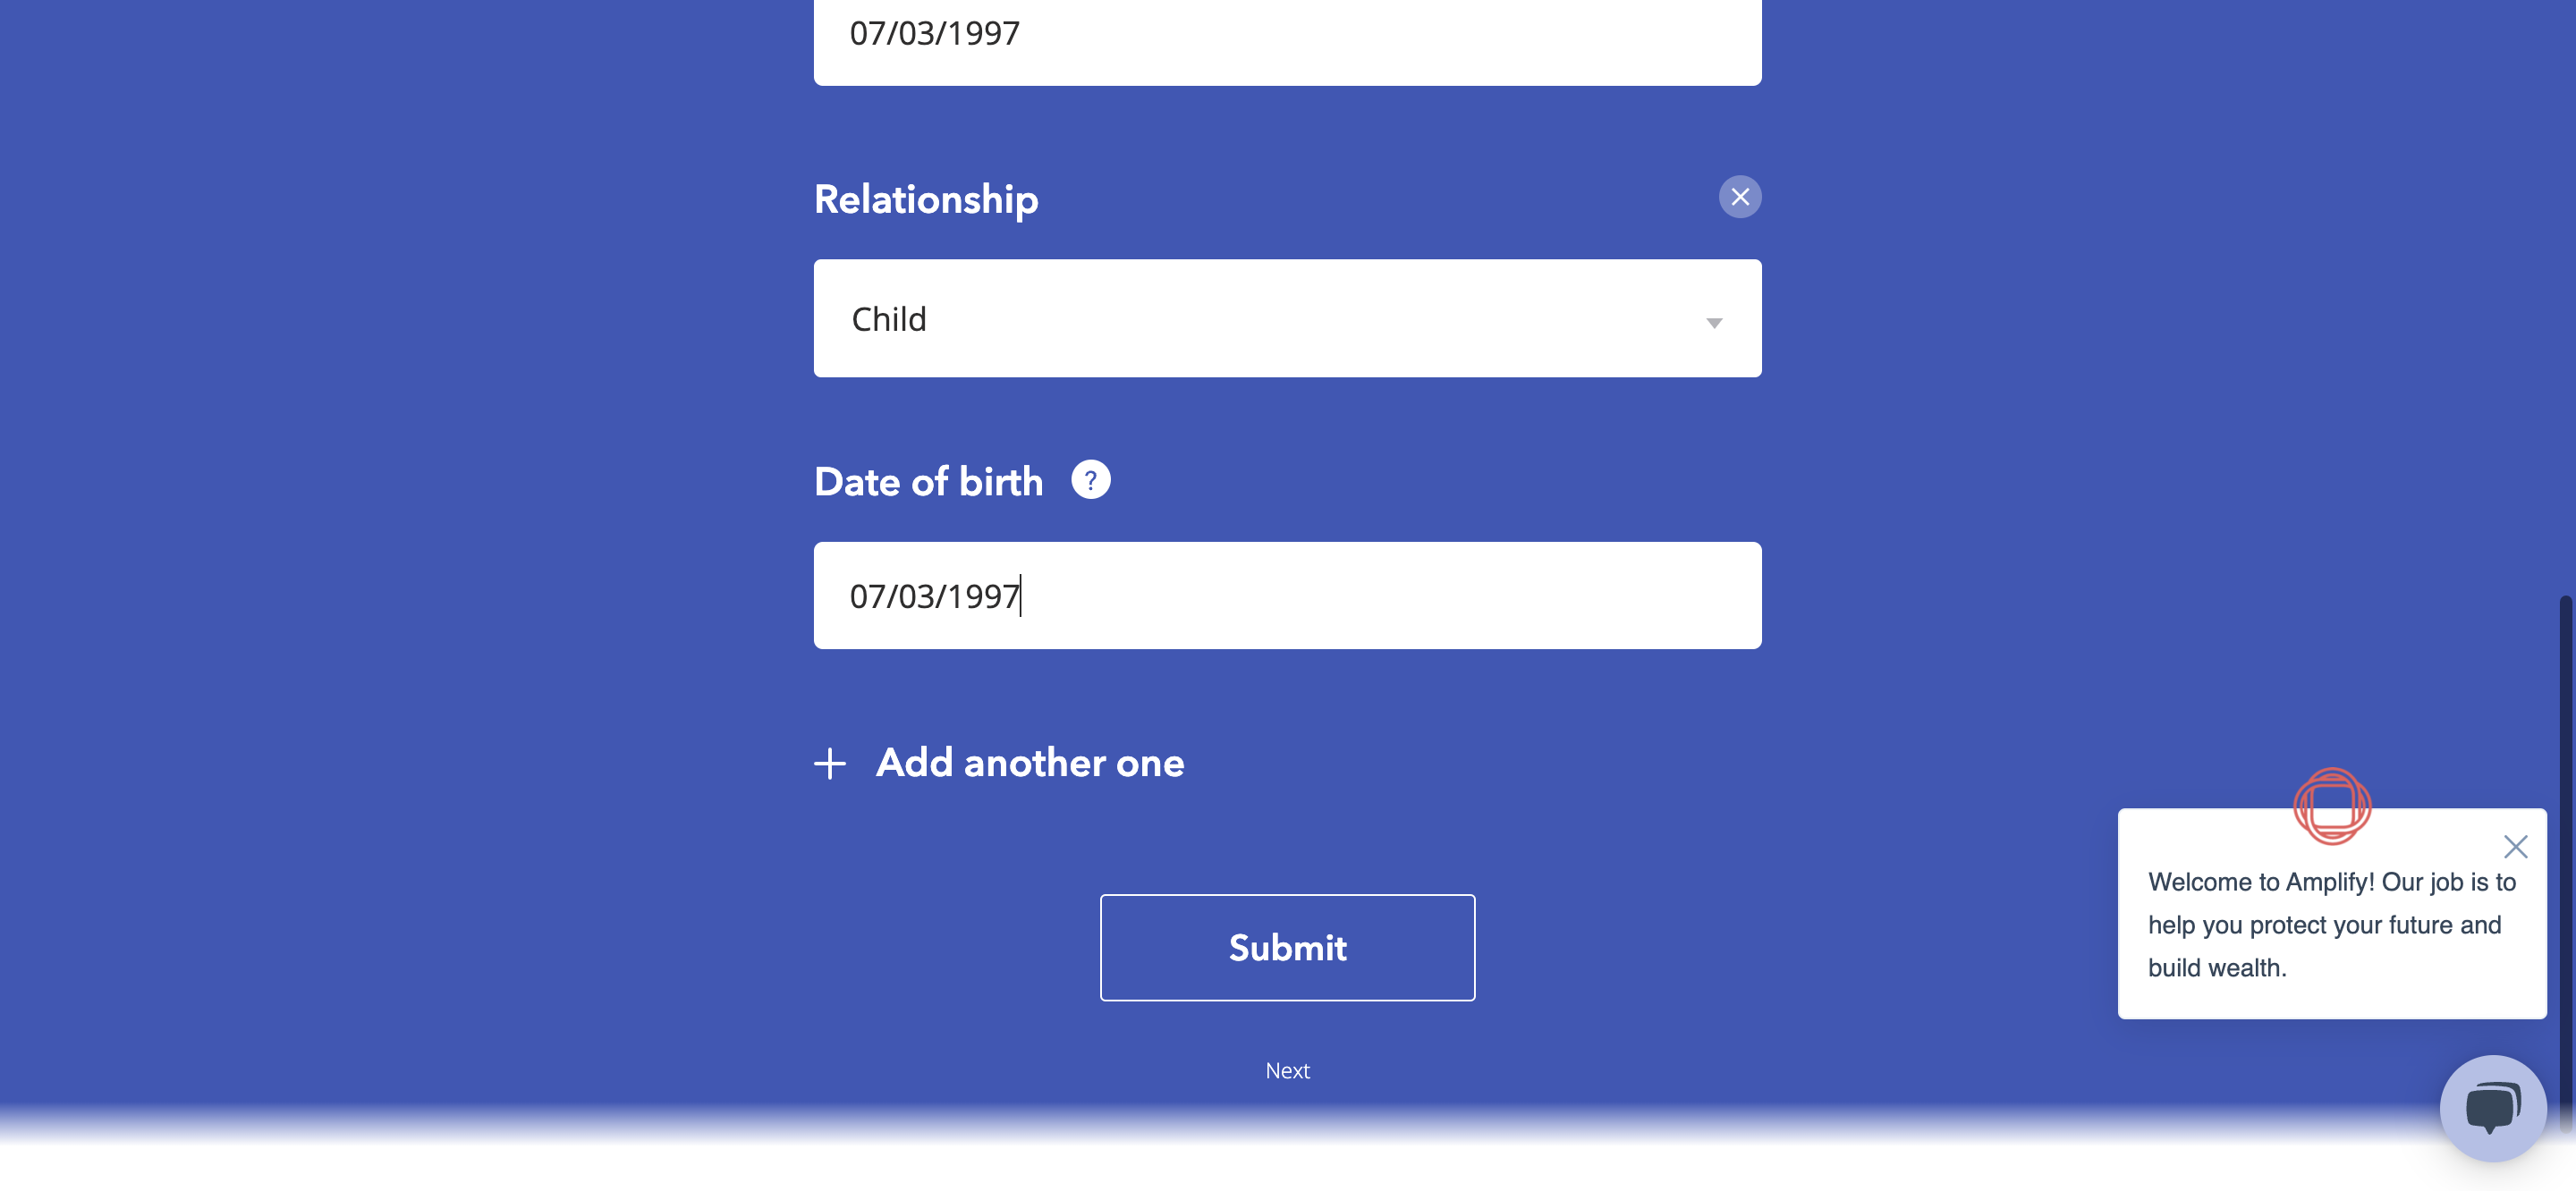 07/03/1997
Relationship
Child
Date of birth ?
07/03/1997
+ Add another one
Submit
Next
Welcome to Amplify! Our job is to
help you protect your future and
build wealth.